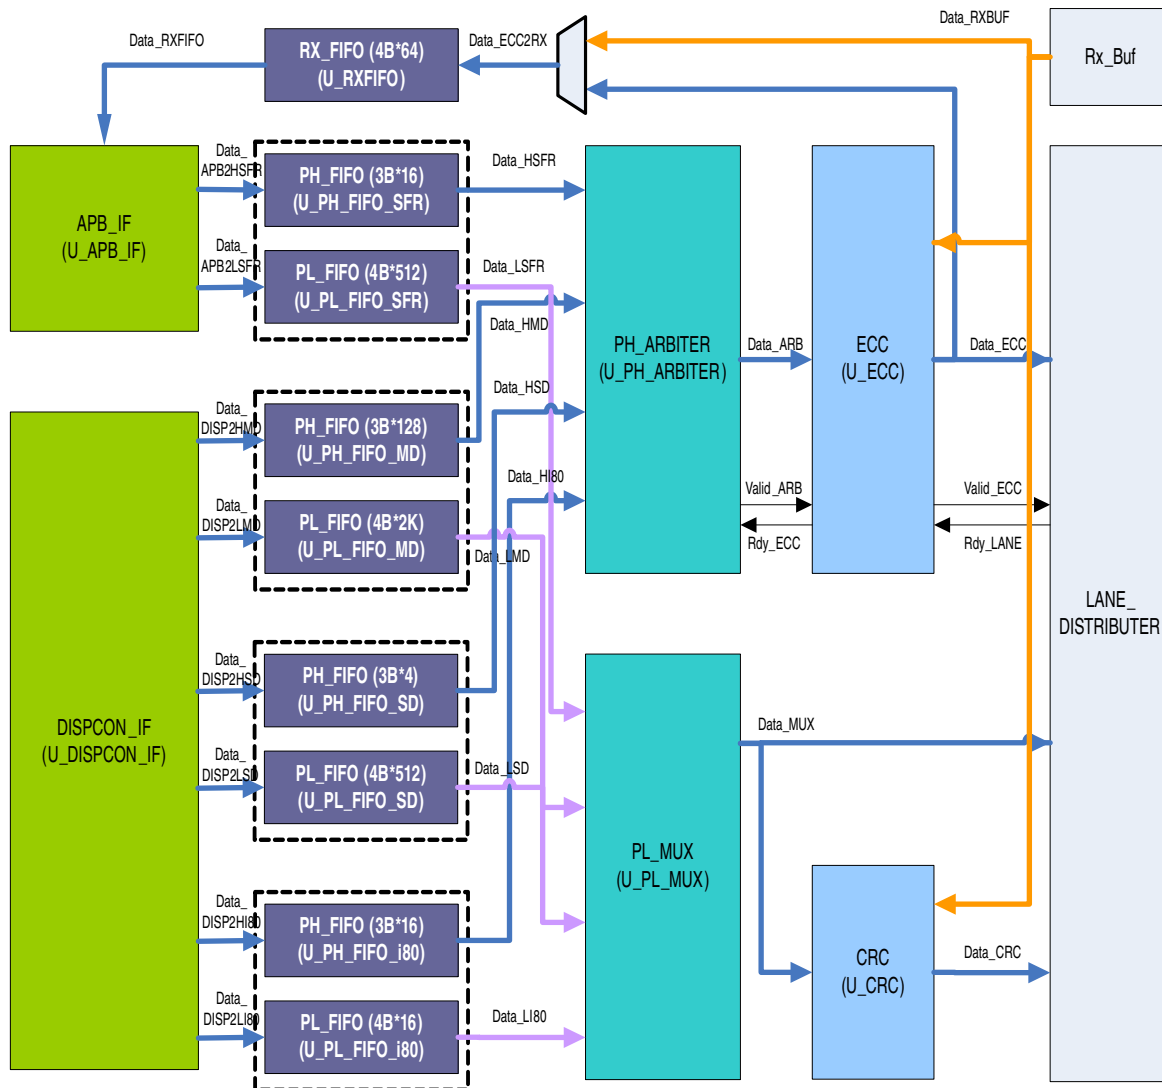 Data_RXFIFO
RX_FIFO (4B*64)
(U_RXFIFO)
Data_ECC2RX
Data_RXBUF
Rx_Buf
APB_IF
(U_APB_IF)
Data_
APB2HSFR
PH_FIFO (3B*16)
(U_PH_FIFO_SFR)
Data_HSFR
Data_
APB2LSFR
PL_FIFO (4B*512)
(U_PL_FIFO_SFR)
Data_LSFR
Data_HMD
PH_ARBITER
(U_PH_ARBITER)
Data_ARB
ECC
(U_ECC)
Data_ECC
Data_HSD
Data_
DISP2HMD
PH_FIFO (3B*128)
(U_PH_FIFO_MD)
Data_HI80
Valid_ARB
Valid_ECC
Data_
DISP2LMD
PL_FIFO (4B*2K)
(U_PL_FIFO_MD)
Data_LMD
Rdy_ECC
Rdy_LANE
LANE_
DISTRIBUTER
DISPCON_IF
(U_DISPCON_IF)
Data_
DISP2HSD
PH_FIFO (3B*4)
(U_PH_FIFO_SD)
Data_MUX
Data_
DISP2LSD
PL_FIFO (4B*512)
(U_PL_FIFO_SD)
Data_LSD
PL_MUX
(U_PL_MUX)
Data_
DISP2HI80
PH_FIFO (3B*16)
(U_PH_FIFO_i80)
CRC
(U_CRC)
Data_CRC
Data_
DISP2LI80
PL_FIFO (4B*16)
(U_PL_FIFO_i80)
Data_LI80